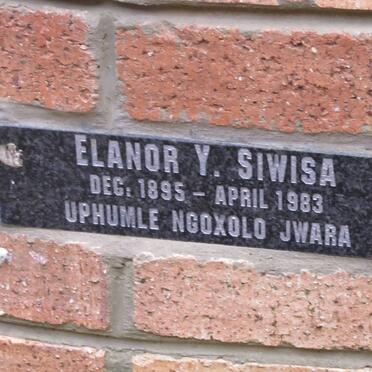 ELANOR Y. SIWISA
DEC. 1895 - APRIL 1983
UPHUMLE NGOXOLO JWARA